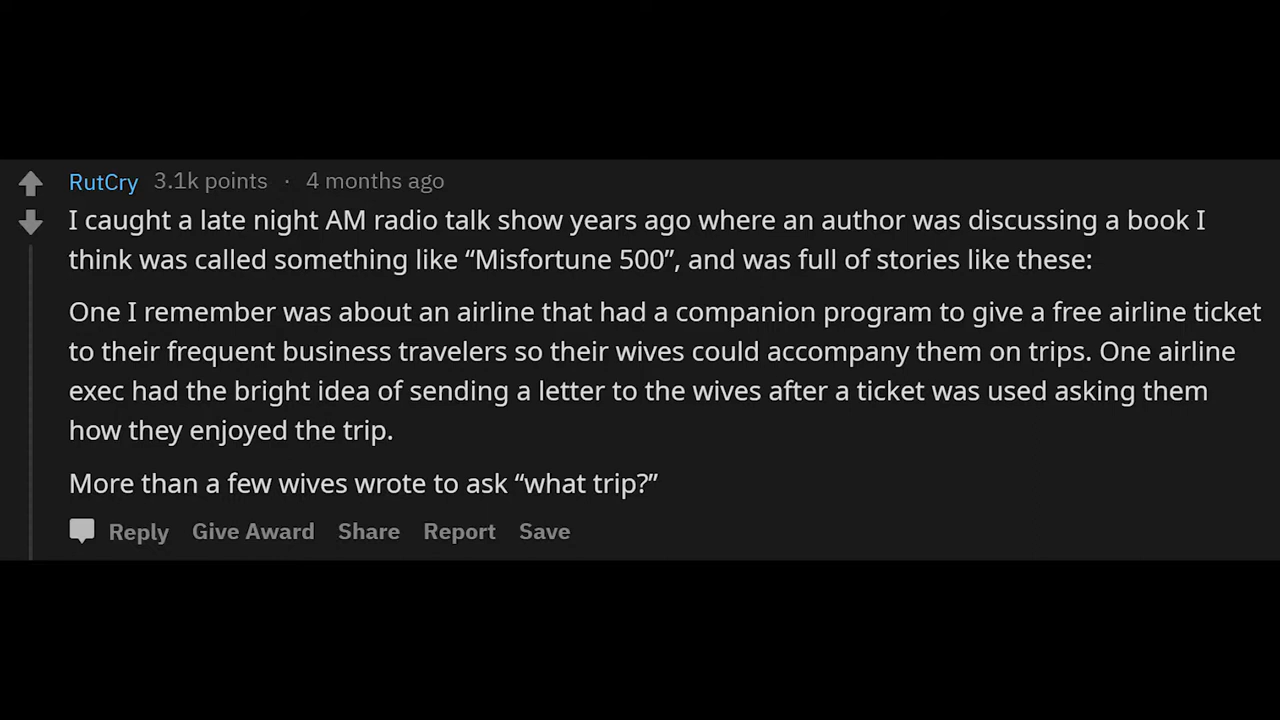 RutCry 3.1k points · 4 months ago
I caught a late night AM radio talk show years ago where an author was discussing a book I
think was called something like “Misfortune 500”, and was full of stories like these:
One I remember was about an airline that had a companion program to give a free airline ticket
to their frequent business travelers so their wives could accompany them on trips. One airline
exec had the bright idea of sending a letter to the wives after a ticket was used asking them
how they enjoyed the trip.
More than a few wives wrote to ask “what trip?”
Reply Give Award Share Report Save